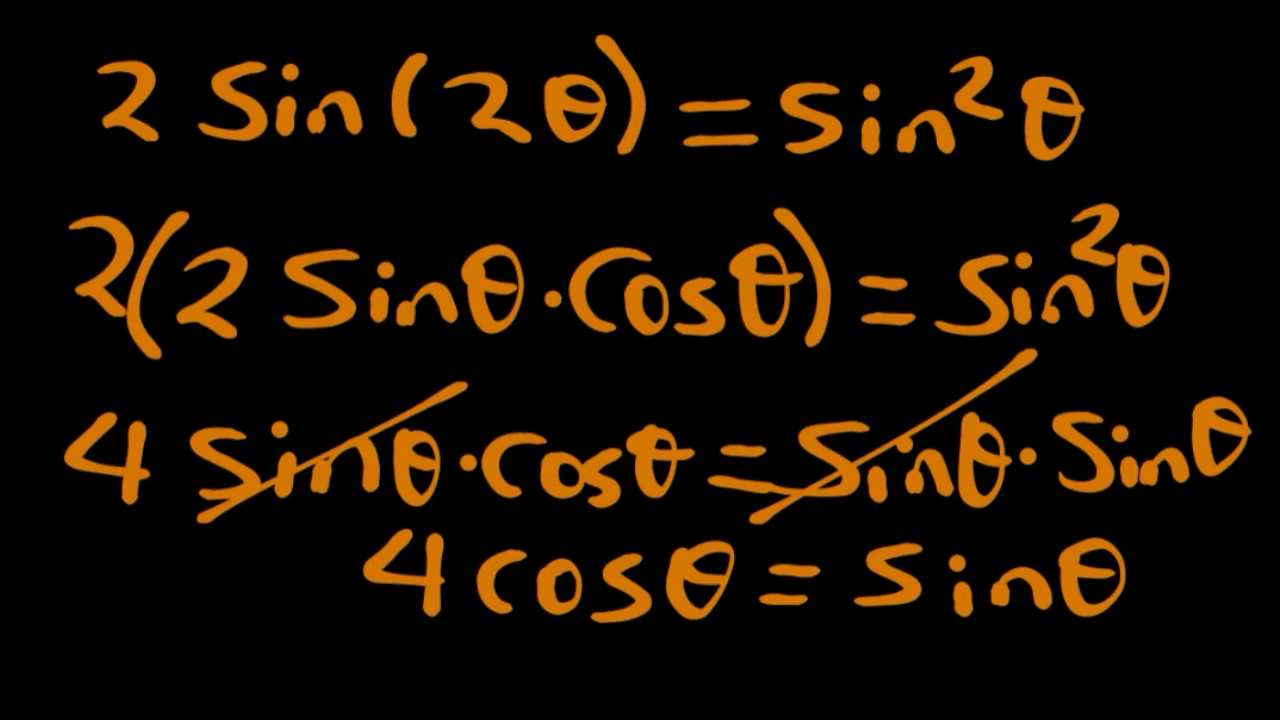 2 Sin(2θ) = Sin²θ
2(2 Sinθ·Cosθ) = Sin²θ
4 Sinθ·Cosθ = Sinθ·Sinθ
4 Cosθ = Sinθ